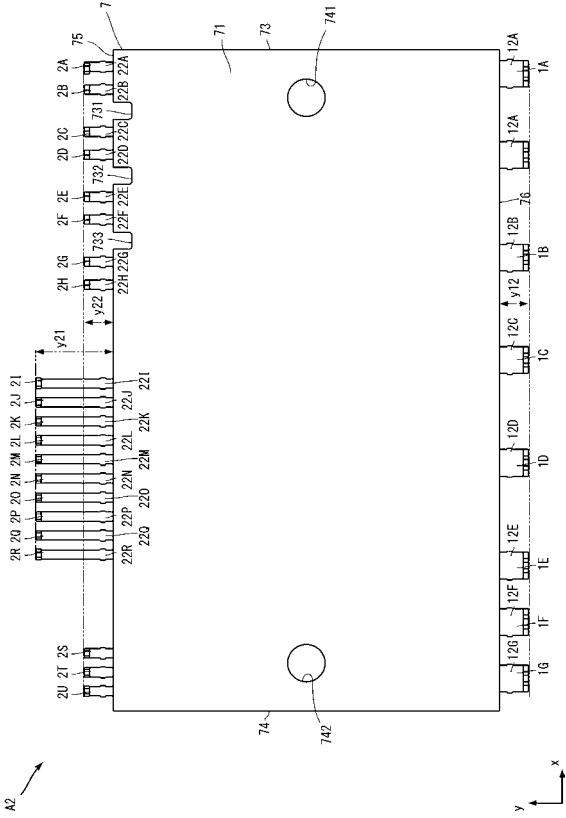 A2
y
x
7
75
71
73
74
76
741
742
731
732
733
2A
2B
2C
2D
2E
2F
2G
2H
2I
2J
2K
2L
2M
2N
2O
2P
2Q
2R
2S
2T
2U
22A
22B
22C
22D
22E
22F
22G
22H
22I
22J
22K
22L
22M
22N
22O
22P
22Q
22R
y21
y22
y12
12A
12A
12B
12C
12D
12E
12F
12G
1A
1B
1C
1D
1E
1F
1G